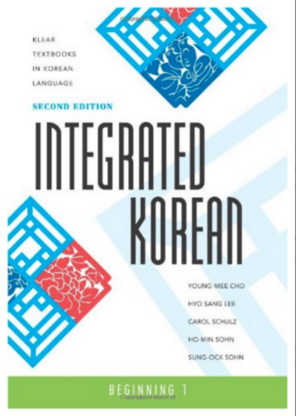 KLEAR
TEXTBOOKS
IN KOREAN
LANGUAGE
SECOND EDITION
INTEGRATED
KOREAN
YOUNG-MEE CHO
HYO SANG LEE
CAROL SCHULZ
HO-MIN SOHN
SUNG-OCK SOHN
BEGINNING 1